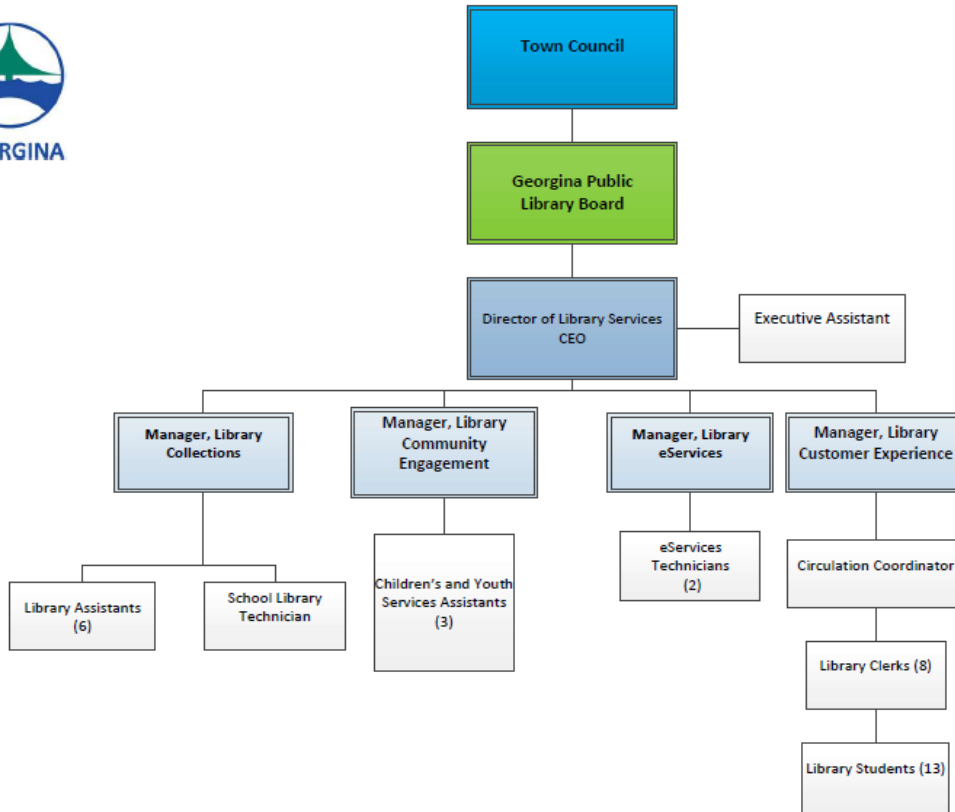 RGINA
Town Council
Georgina Public
Library Board
Director of Library Services
CEO
Executive Assistant
Manager, Library
Collections
Manager, Library
Community
Engagement
Manager, Library
eServices
Manager, Library
Customer Experience
Library Assistants
(6)
School Library
Technician
Children's and Youth
Services Assistants
(3)
eServices
Technicians
(2)
Circulation Coordinator
Library Clerks (8)
Library Students (13)